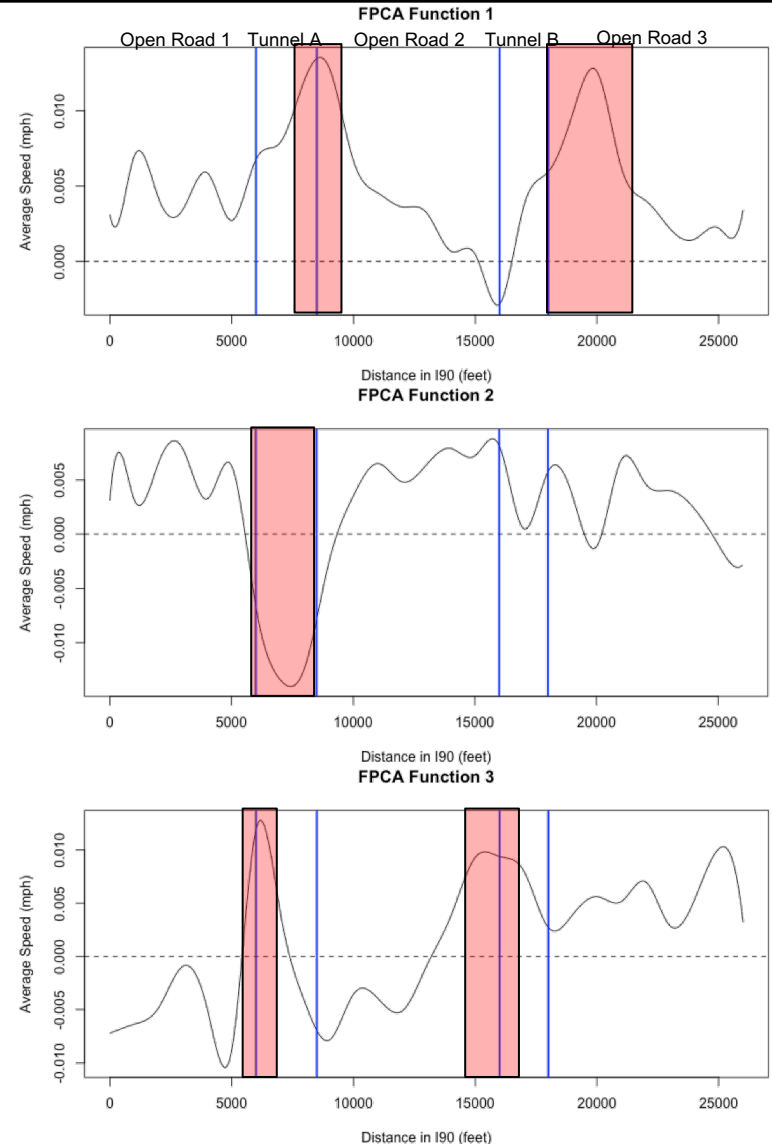 FPCA Function 1
Open Road 1 Tunnel A Open Road 2 Tunnel B Open Road 3
Average Speed (mph)
0.010
0.005
0.000
0 5000 10000 15000 20000 25000
Distance in I90 (feet)
FPCA Function 2
Average Speed (mph)
0.005
0.000
-0.005
-0.010
0 5000 10000 15000 20000 25000
Distance in I90 (feet)
FPCA Function 3
Average Speed (mph)
0.010
0.005
0.000
-0.005
-0.010
0 5000 10000 15000 20000 25000
Distance in I90 (feet)